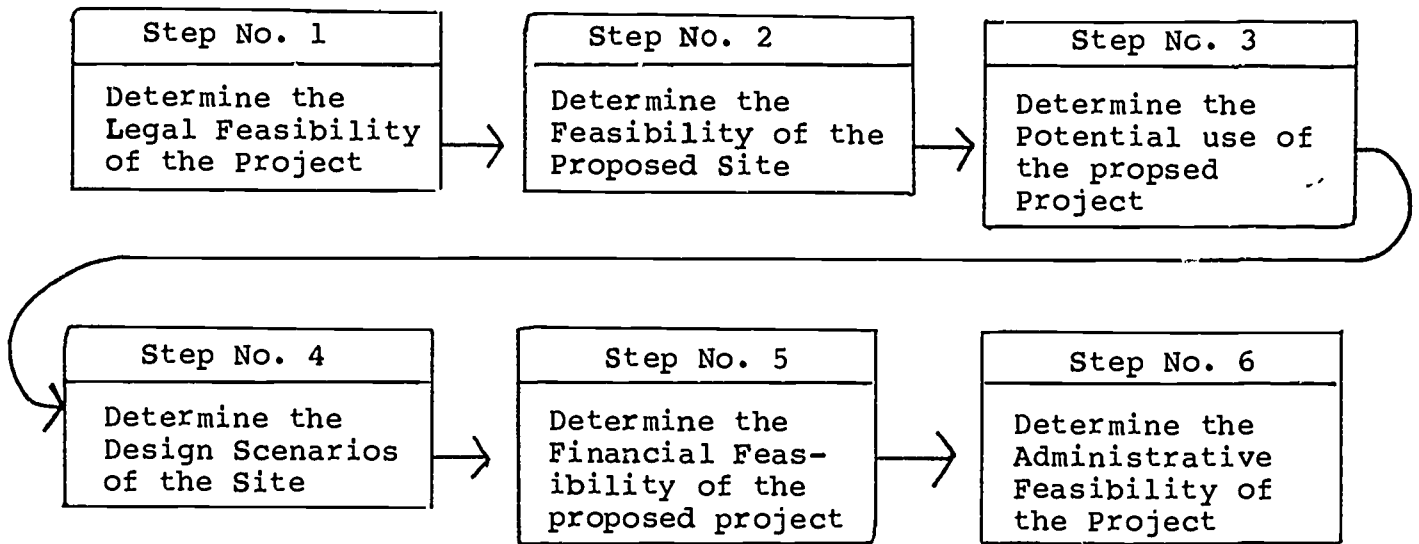 Step No. 1
Determine the
Legal Feasibility
of the Project
Step No. 2
Determine the
Feasibility of the
Proposed Site
Step No. 3
Determine the
Potential use of
the propsed
Project
Step No. 4
Determine the
Design Scenarios
of the Site
Step No. 5
Determine the
Financial Feas-
ibility of the
proposed project
Step No. 6
Determine the
Administrative
Feasibility of
the Project